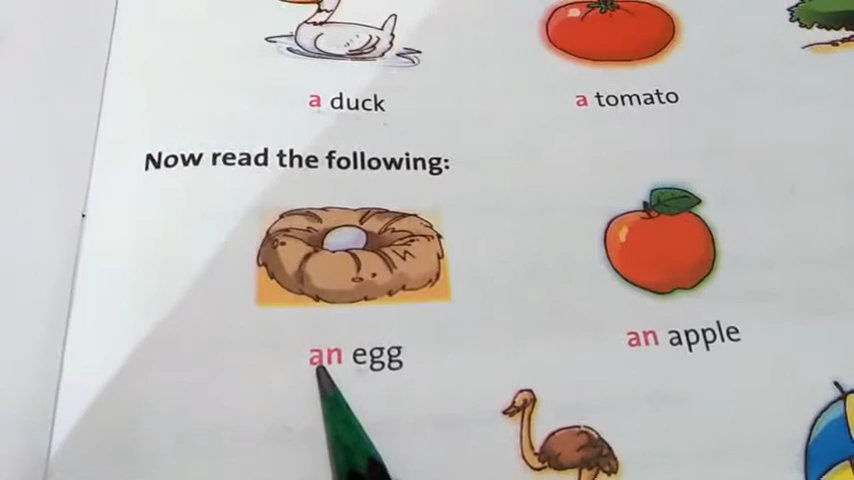 a duck
a tomato
Now read the following:
an egg
an apple